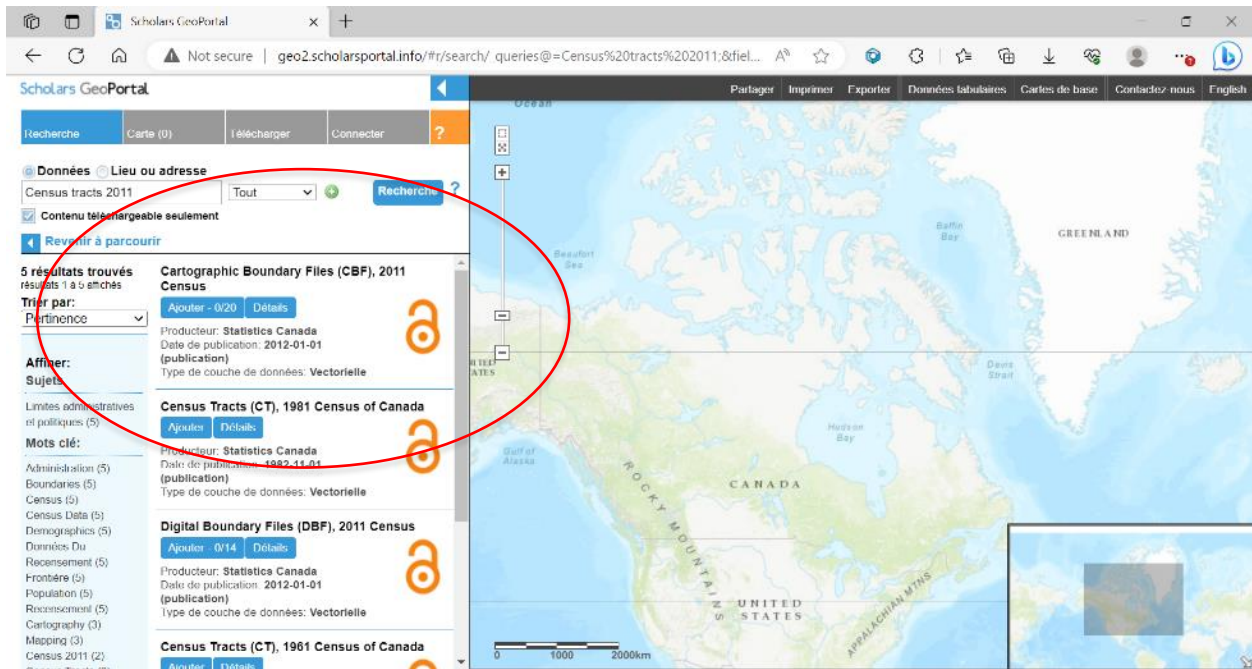 Scholars GeoPortal
Not secure | geo2.scholarsportal.info/#r/search/_queries@=Census%20tracts%202011;&fiel...
Scholars GeoPortal
Partager Imprimer Exporter Données tabulaires Cartes de base Contactez-nous English
Recherche Carte (0) Télécharger Connecter ?
Données Lieu ou adresse
Census tracts 2011 Tout Recherche ?
Contenu téléchargeable seulement
Revenir à parcourir
5 résultats trouvés
résultats 1 à 5 affichés
Trier par:
Pertinence
Affiner:
Sujets
Limites administratives
et politiques (5)
Mots clé:
Administration (5)
Boundaries (5)
Census (5)
Census Data (5)
Demographics (5)
Données Du
Recensement (5)
Frontière (5)
Population (5)
Recensement (5)
Cartography (3)
Mapping (3)
Census 2011 (2)
Cartographic Boundary Files (CBF), 2011
Census
Ajouter - 0/20 Détails
Producteur: Statistics Canada
Date de publication: 2012-01-01
(publication)
Type de couche de données: Vectorielle
Census Tracts (CT), 1981 Census of Canada
Ajouter Détails
Producteur: Statistics Canada
Date de publication: 1982-11-01
(publication)
Type de couche de données: Vectorielle
Digital Boundary Files (DBF), 2011 Census
Ajouter - 0/14 Détails
Producteur: Statistics Canada
Date de publication: 2012-01-01
(publication)
Type de couche de données: Vectorielle
Census Tracts (CT), 1961 Census of Canada
Ajouter Détails
Ocean
Beaufort
Sea
Baffin
Bay
GREENLAND
Davis
Strait
Hudson
Bay
Gulf of
Alaska
ROCKY MOUNTAINS
CANADA
UNITED
STATES
APPALACHIAN MTNS
0 1000 2000km